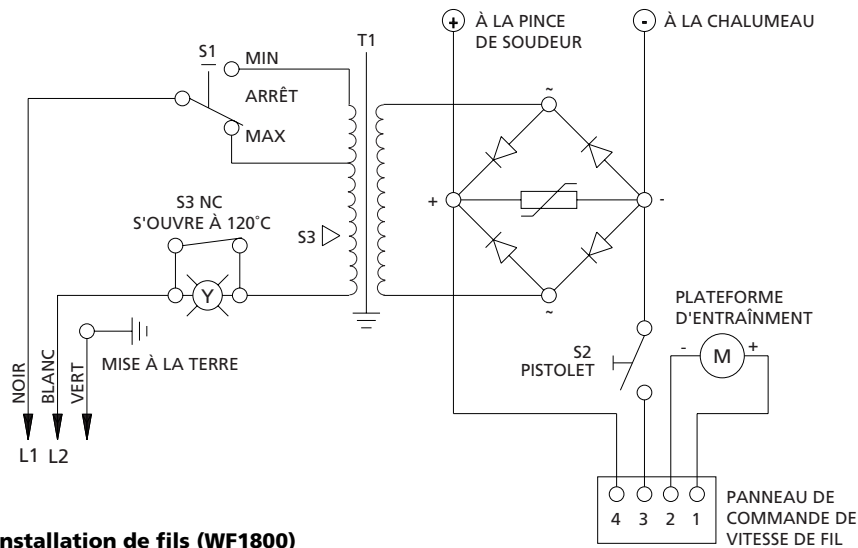 + À LA PINCE
DE SOUDEUR
- À LA CHALUMEAU
T1
S1
MIN
ARRÊT
MAX
~
+
-
S3 NC
S'OUVRE À 120˚C
S3
Y
~
MISE À LA TERRE
NOIR
BLANC
VERT
L1 L2
PLATEFORME
D'ENTRAÎNMENT
- M +
S2
PISTOLET
4 3 2 1
PANNEAU DE
COMMANDE DE
VITESSE DE FIL
nstallation de fils (WF1800)